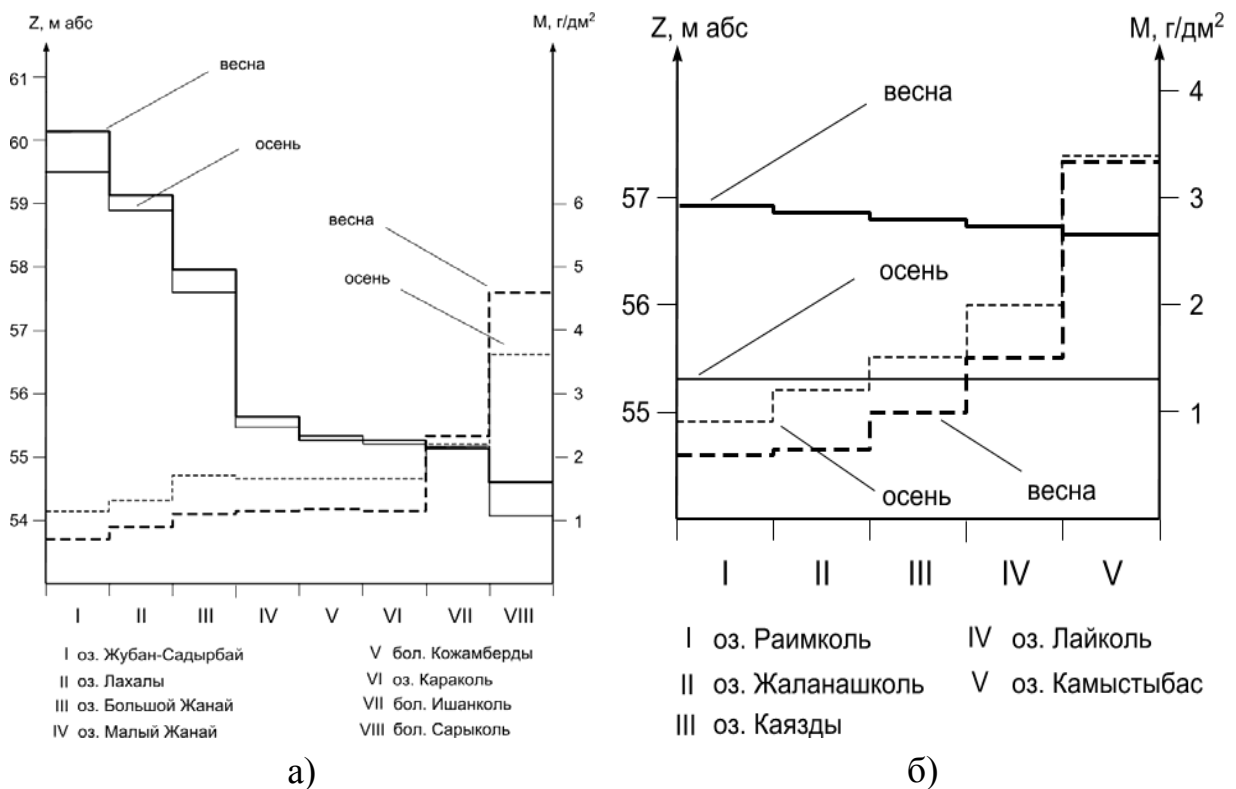 Z, м абс
М, г/дм²
61
60
59
58
57
56
55
54
6
5
4
3
2
1
весна
осень
весна
осень
I II III IV V VI VII VIII
I оз. Жубан-Садырбай
II оз. Лахалы
III оз. Большой Жанай
IV оз. Малый Жанай
V бол. Кожамберды
VI оз. Караколь
VII бол. Ишанколь
VIII бол. Сарыколь
а)
Z, м абс
М, г/дм²
57
56
55
4
3
2
1
весна
осень
осень
весна
I II III IV V
I оз. Раимколь
II оз. Жаланашколь
III оз. Каязды
IV оз. Лайколь
V оз. Камыстыбас
б)